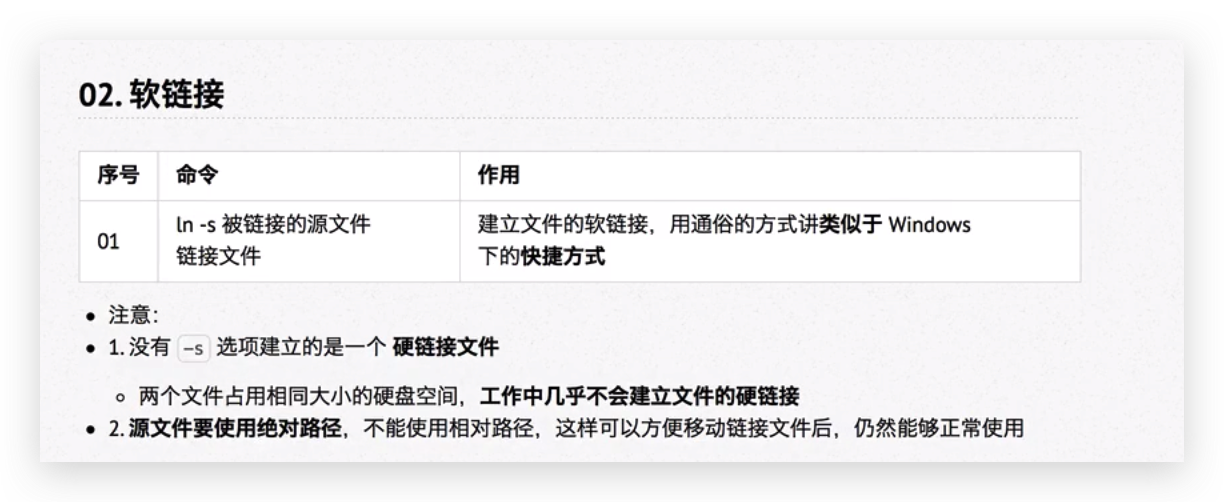 02. 软链接
序号 命令 作用
01 ln -s 被链接的源文件 链接文件 建立文件的软链接，用通俗的方式讲类似于 Windows 下的快捷方式
• 注意：
• 1. 没有 -s 选项建立的是一个 硬链接文件
◦ 两个文件占用相同大小的硬盘空间，工作中几乎不会建立文件的硬链接
• 2. 源文件要使用绝对路径，不能使用相对路径，这样可以方便移动链接文件后，仍然能够正常使用